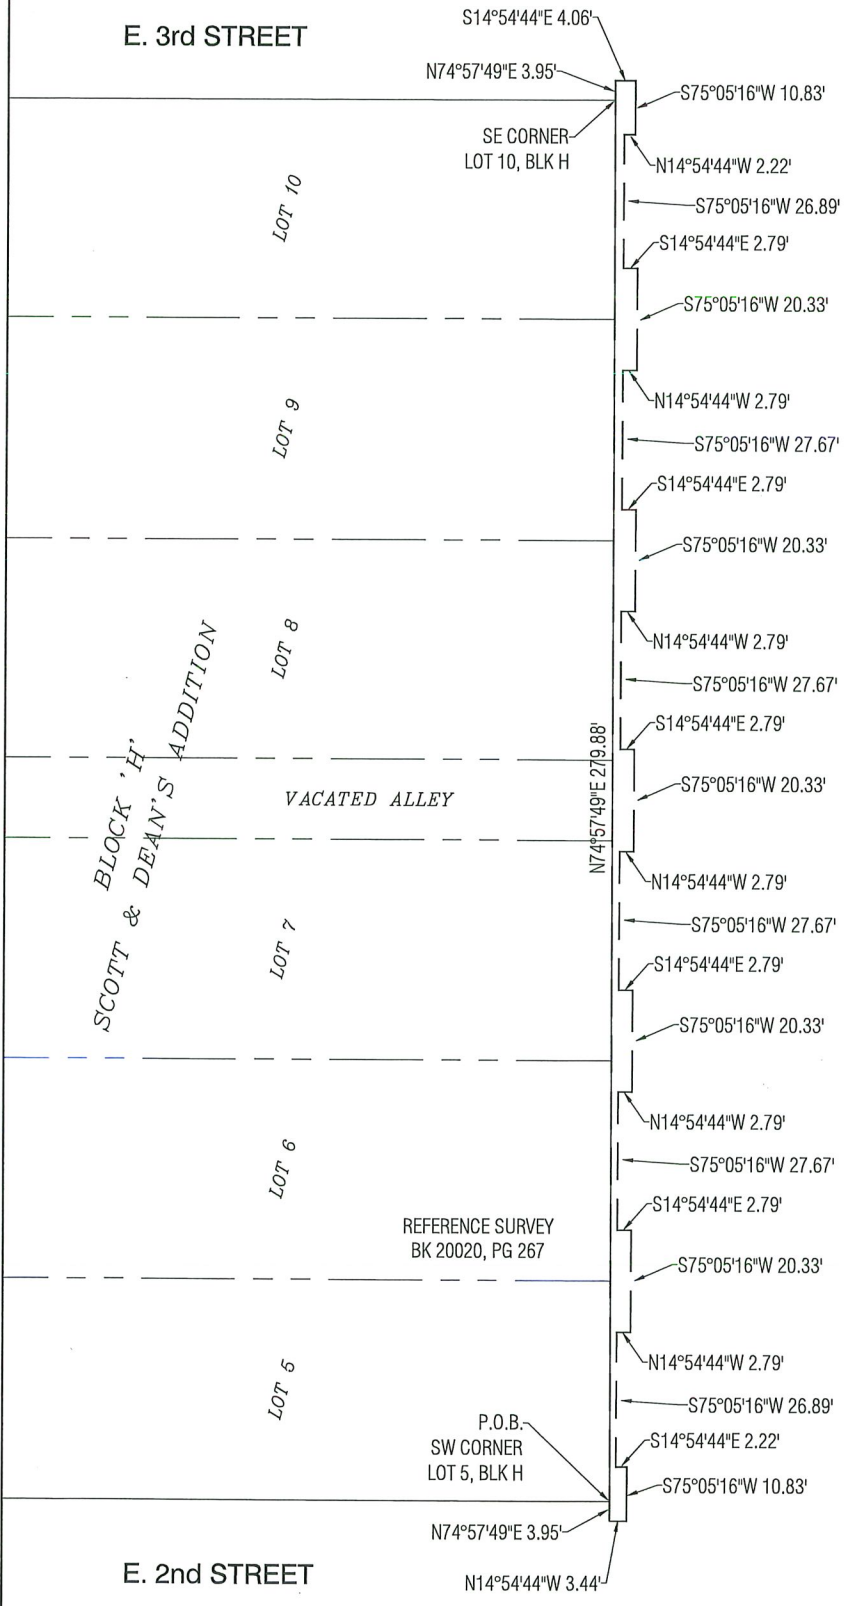 S14°54'44"E 4.06'
E. 3rd STREET
N74°57'49"E 3.95'
S75°05'16"W 10.83'
SE CORNER
LOT 10, BLK H
N14°54'44"W 2.22'
LOT 10
S75°05'16"W 26.89'
S14°54'44"E 2.79'
S75°05'16"W 20.33'
N14°54'44"W 2.79'
LOT 9
S75°05'16"W 27.67'
S14°54'44"E 2.79'
S75°05'16"W 20.33'
LOT 8
N14°54'44"W 2.79'
S75°05'16"W 27.67'
S14°54'44"E 2.79'
N74°57'49"E 279.88'
S75°05'16"W 20.33'
VACATED ALLEY
BLOCK 'H'
SCOTT & DEAN'S ADDITION
N14°54'44"W 2.79'
S75°05'16"W 27.67'
LOT 7
S14°54'44"E 2.79'
S75°05'16"W 20.33'
N14°54'44"W 2.79'
LOT 6
S75°05'16"W 27.67'
S14°54'44"E 2.79'
REFERENCE SURVEY
BK 20020, PG 267
S75°05'16"W 20.33'
N14°54'44"W 2.79'
LOT 5
S75°05'16"W 26.89'
P.O.B.
SW CORNER
LOT 5, BLK H
S14°54'44"E 2.22'
S75°05'16"W 10.83'
N74°57'49"E 3.95'
E. 2nd STREET
N14°54'44"W 3.44'